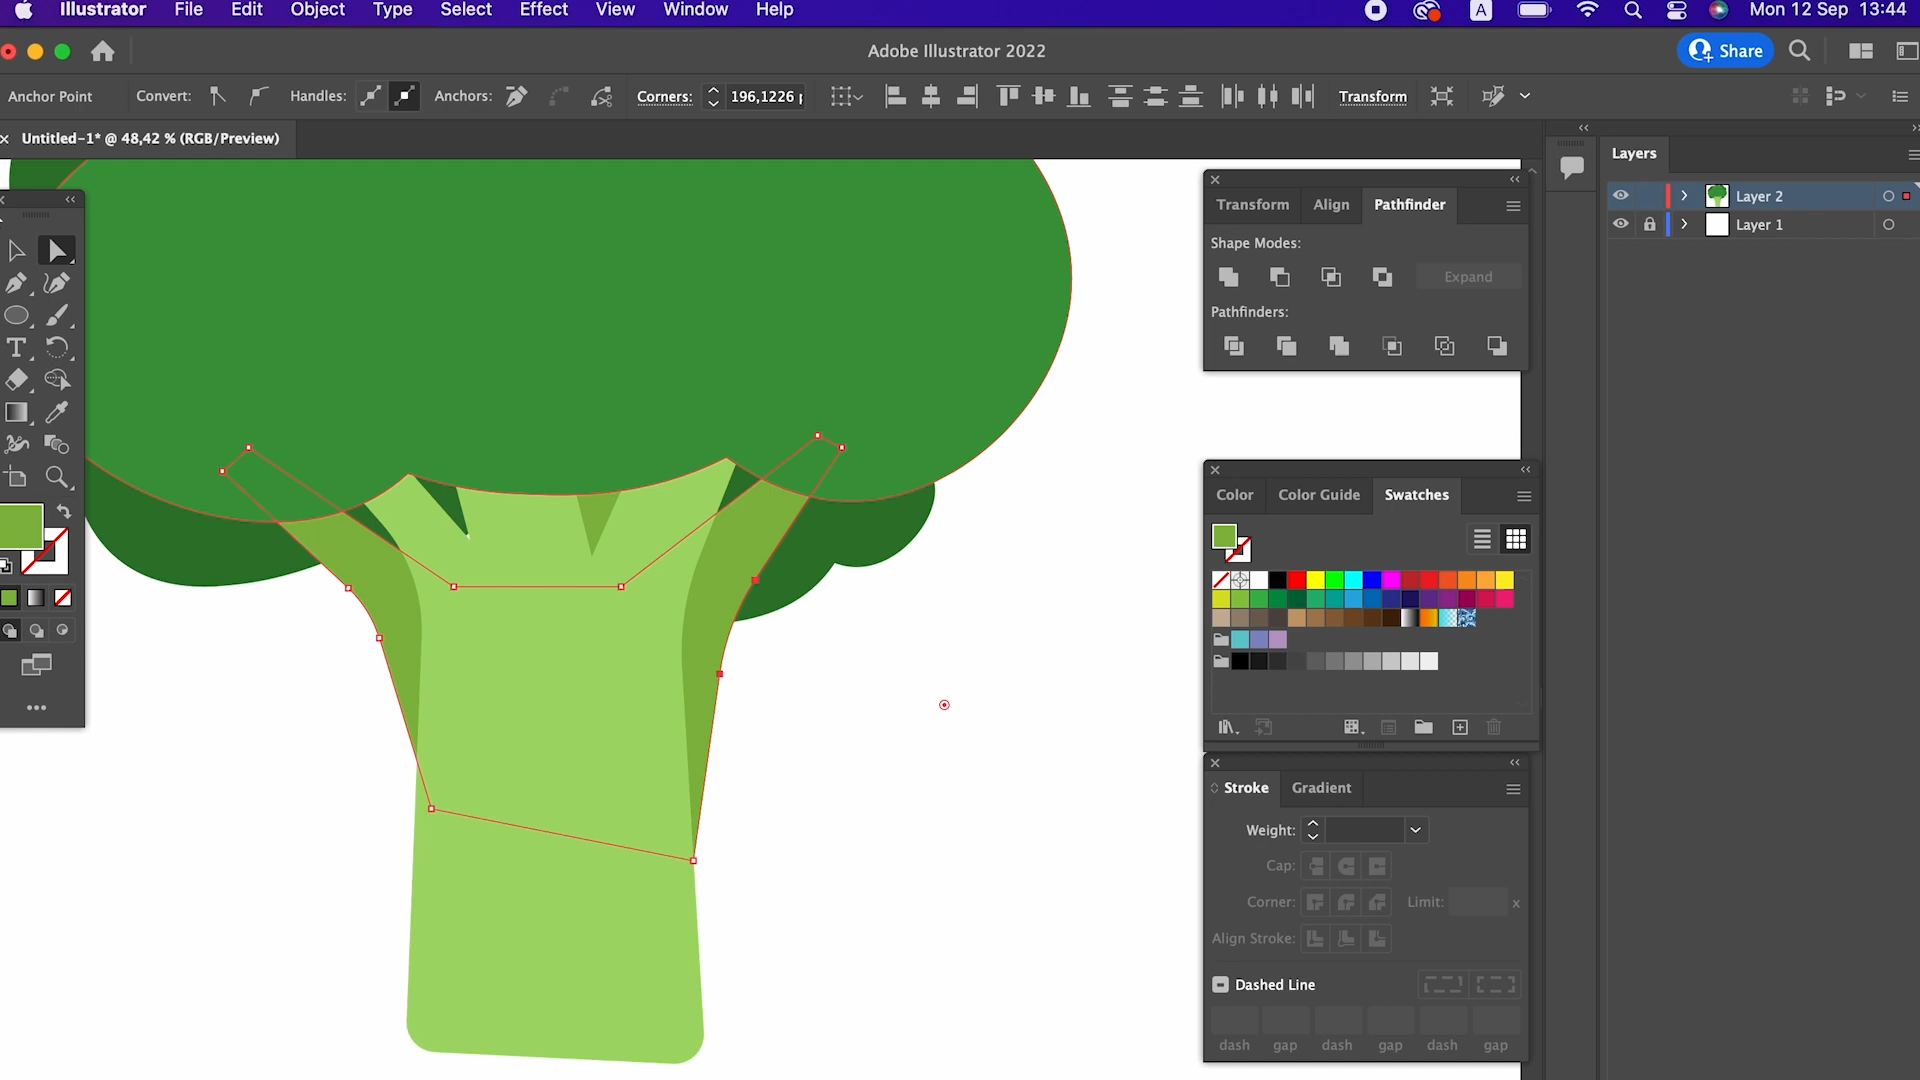 Illustrator File Edit Object Type Select Effect View Window Help A Mon 12 Sep 13:44
Adobe Illustrator 2022 Share
Anchor Point Convert: Handles: Anchors: Corners: 196,1226 Transform
Untitled-1* @ 48,42 % (RGB/Preview)
Layers
Layer 2
Layer 1
Transform Align Pathfinder
Shape Modes:
Expand
Pathfinders:
Color Color Guide Swatches
Stroke Gradient
Weight:
Cap:
Corner: Limit: x
Align Stroke:
Dashed Line
dash gap dash gap dash gap